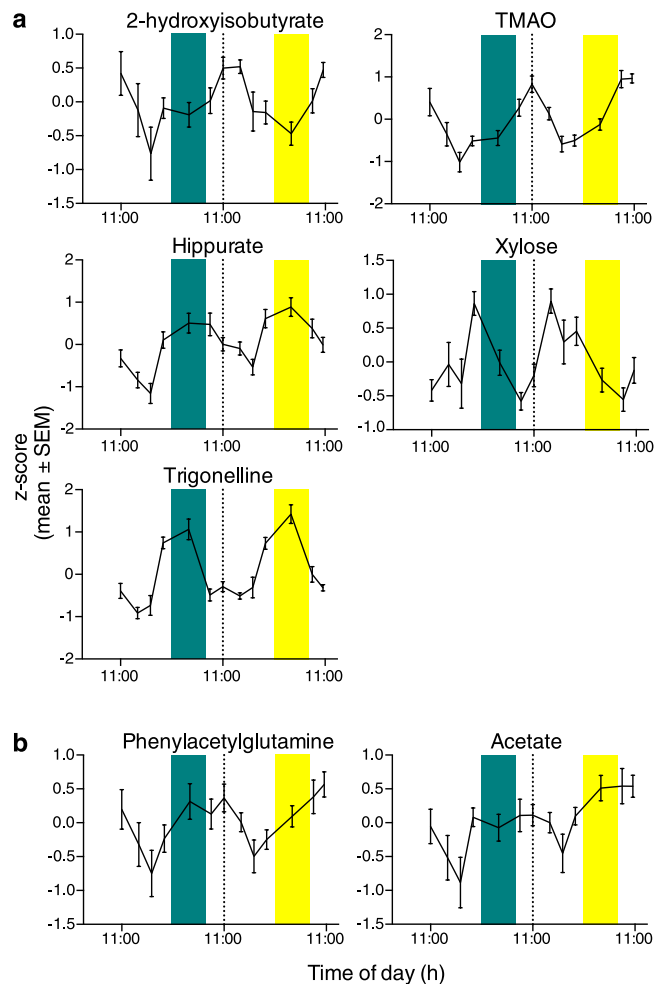 a
2-hydroxyisobutyrate
TMAO
1.0
0.5
0.0
-0.5
-1.0
-1.5
11:00 11:00 11:00
2
1
0
-1
-2
11:00 11:00 11:00
Hippurate
Xylose
2
1
0
-1
-2
11:00 11:00 11:00
1.5
1.0
0.5
0.0
-0.5
-1.0
11:00 11:00 11:00
z-score
(mean ± SEM)
Trigonelline
2
1
0
-1
-2
11:00 11:00 11:00
b
Phenylacetylglutamine
Acetate
1.0
0.5
0.0
-0.5
-1.0
-1.5
11:00 11:00 11:00
1.0
0.5
0.0
-0.5
-1.0
-1.5
11:00 11:00 11:00
Time of day (h)